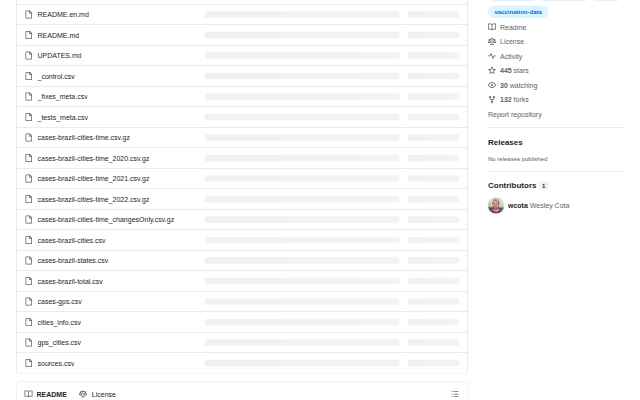 README.en.md
README.md
UPDATES.md
_control.csv
_fixes_meta.csv
_tests_meta.csv
cases-brazil-cities-time.csv.gz
cases-brazil-cities-time_2020.csv.gz
cases-brazil-cities-time_2021.csv.gz
cases-brazil-cities-time_2022.csv.gz
cases-brazil-cities-time_changesOnly.csv.gz
cases-brazil-cities.csv
cases-brazil-states.csv
cases-brazil-total.csv
cases-gps.csv
cities_info.csv
gps_cities.csv
sources.csv
README License
vaccination-data
Readme
License
Activity
445 stars
30 watching
132 forks
Report repository
Releases
No releases published
Contributors 1
wcota Wesley Cota